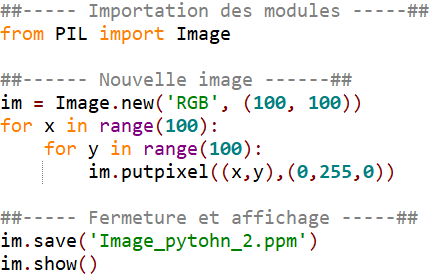 ##----- Importation des modules -----##
from PIL import Image

##------ Nouvelle image ------##
im = Image.new('RGB', (100, 100))
for x in range(100):
    for y in range(100):
        im.putpixel((x,y),(0,255,0))

##----- Fermeture et affichage -----##
im.save('Image_pytohn_2.ppm')
im.show()